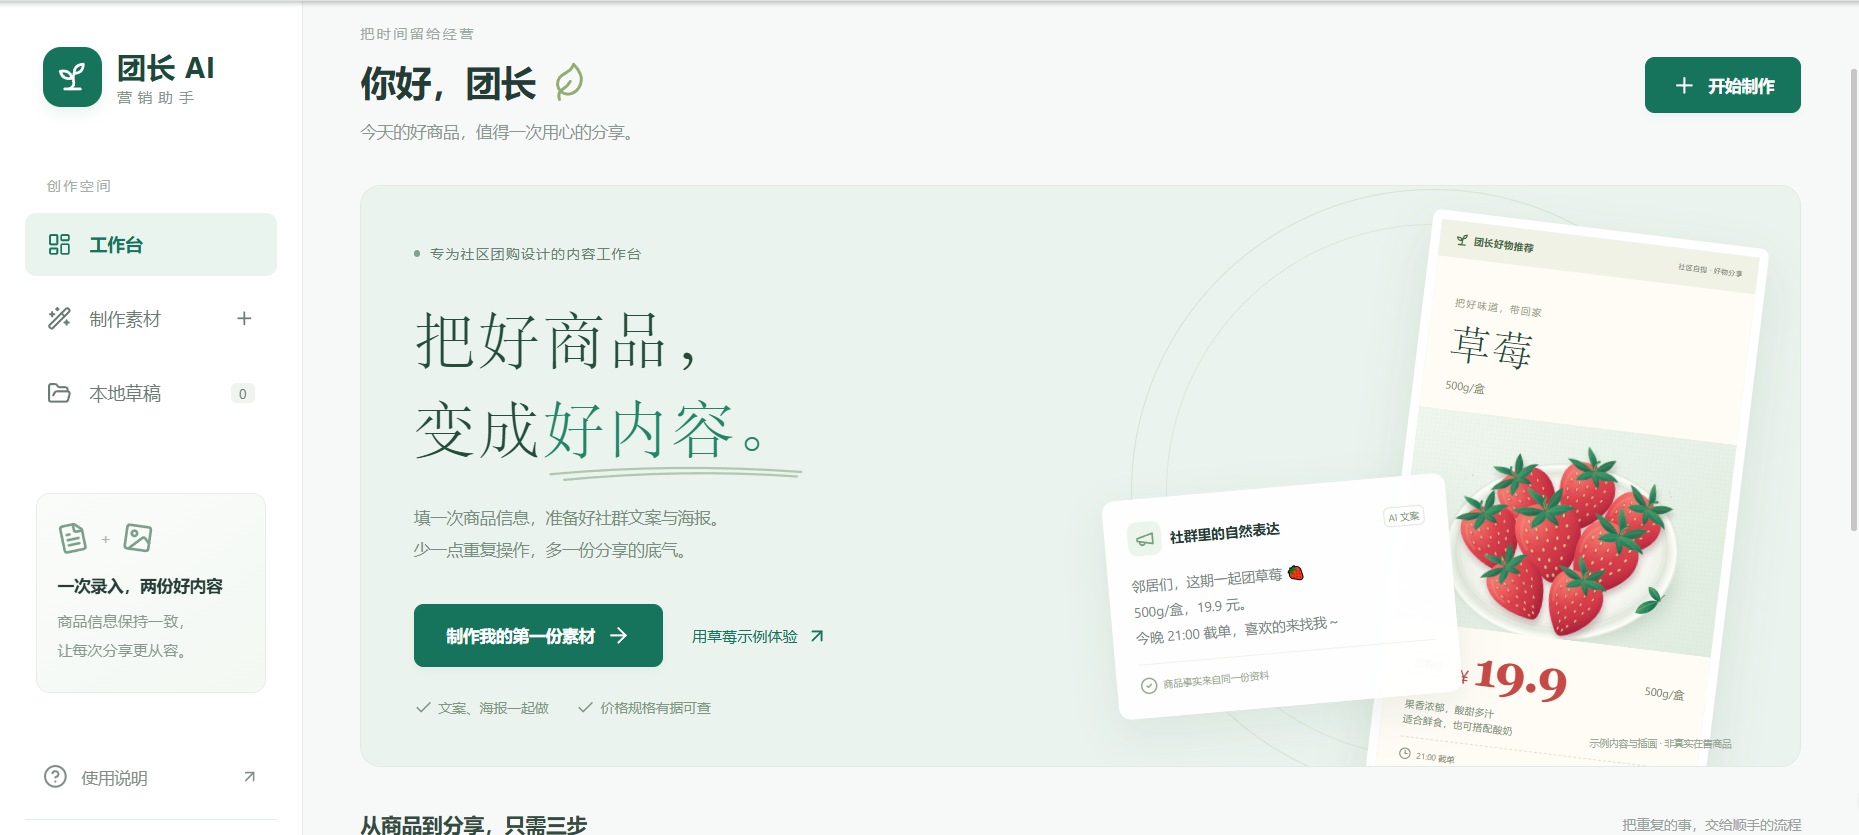 团长 AI
营销助手
创作空间
工作台
制作素材
本地草稿 0
+
一次录入，两份好内容
商品信息保持一致，
让每次分享更从容。
使用说明
把时间留给经营
你好，团长
今天的好商品，值得一次用心的分享。
开始制作
专为社区团购设计的内容工作台
把好商品，
变成好内容。
填一次商品信息，准备好社群文案与海报。
少一点重复操作，多一份分享的底气。
制作我的第一份素材
用草莓示例体验
文案、海报一起做
价格规格有据可查
团长好物推荐
社区自提 · 好物分享
把好味道，带回家
草莓
500g/盒
社群里的自然表达
AI 文案
邻居们，这期一起团草莓
500g/盒，19.9 元。
今晚 21:00 截单，喜欢的来找我～
商品事实来自同一份资料
¥19.9
500g/盒
果香浓郁，酸甜多汁
适合鲜食，也可搭配酸奶
21:00 截单
示例内容与插画 · 非真实在售商品
从商品到分享，只需三步
把重复的事，交给顺手的流程